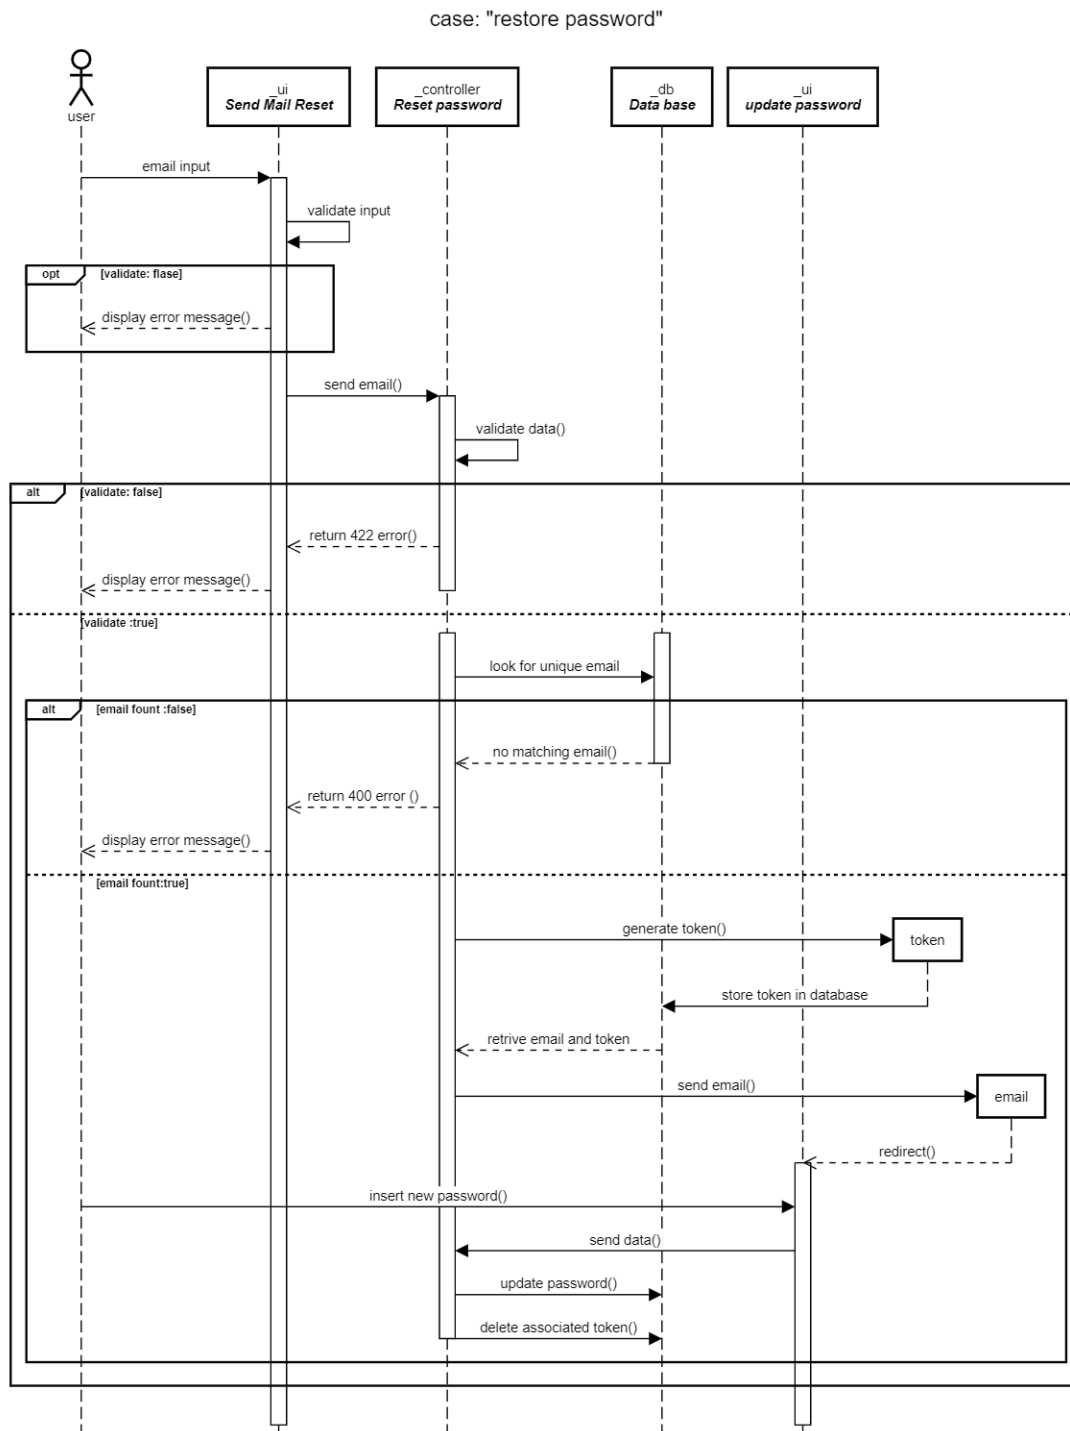 case: "restore password"
user
_ui
Send Mail Reset
_controller
Reset password
_db
Data base
_ui
update password
email input
validate input
opt
[validate: flase]
display error message()
send email()
validate data()
alt
[validate: false]
return 422 error()
display error message()
[validate :true]
look for unique email
alt
[email fount :false]
no matching email()
return 400 error ()
display error message()
[email fount:true]
generate token()
token
store token in database
retrive email and token
send email()
email
redirect()
insert new password()
send data()
update password()
delete associated token()